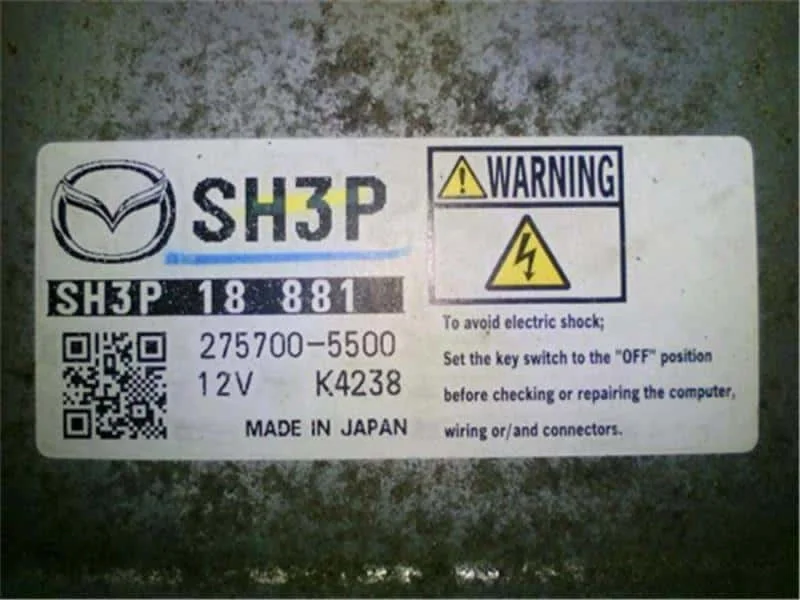 SH3P
SH3P 18 881
275700-5500
12V K4238
MADE IN JAPAN
WARNING
To avoid electric shock;
Set the key switch to the "OFF" position
before checking or repairing the computer,
wiring or/and connectors.